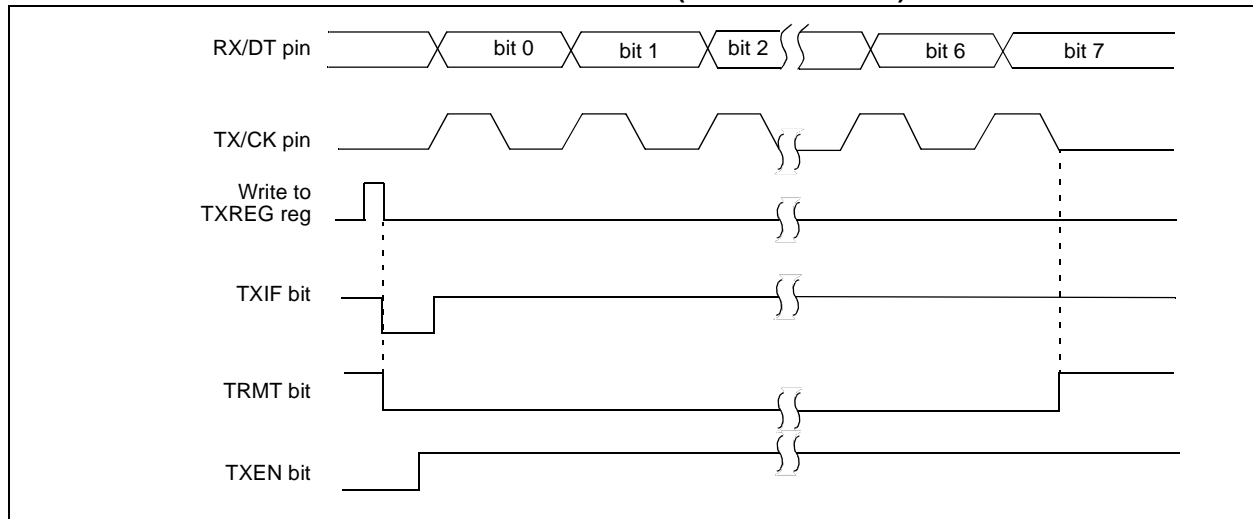 RX/DT pin
bit 0
bit 1
bit 2
bit 6
bit 7
TX/CK pin
Write to
TXREG reg
TXIF bit
TRMT bit
TXEN bit